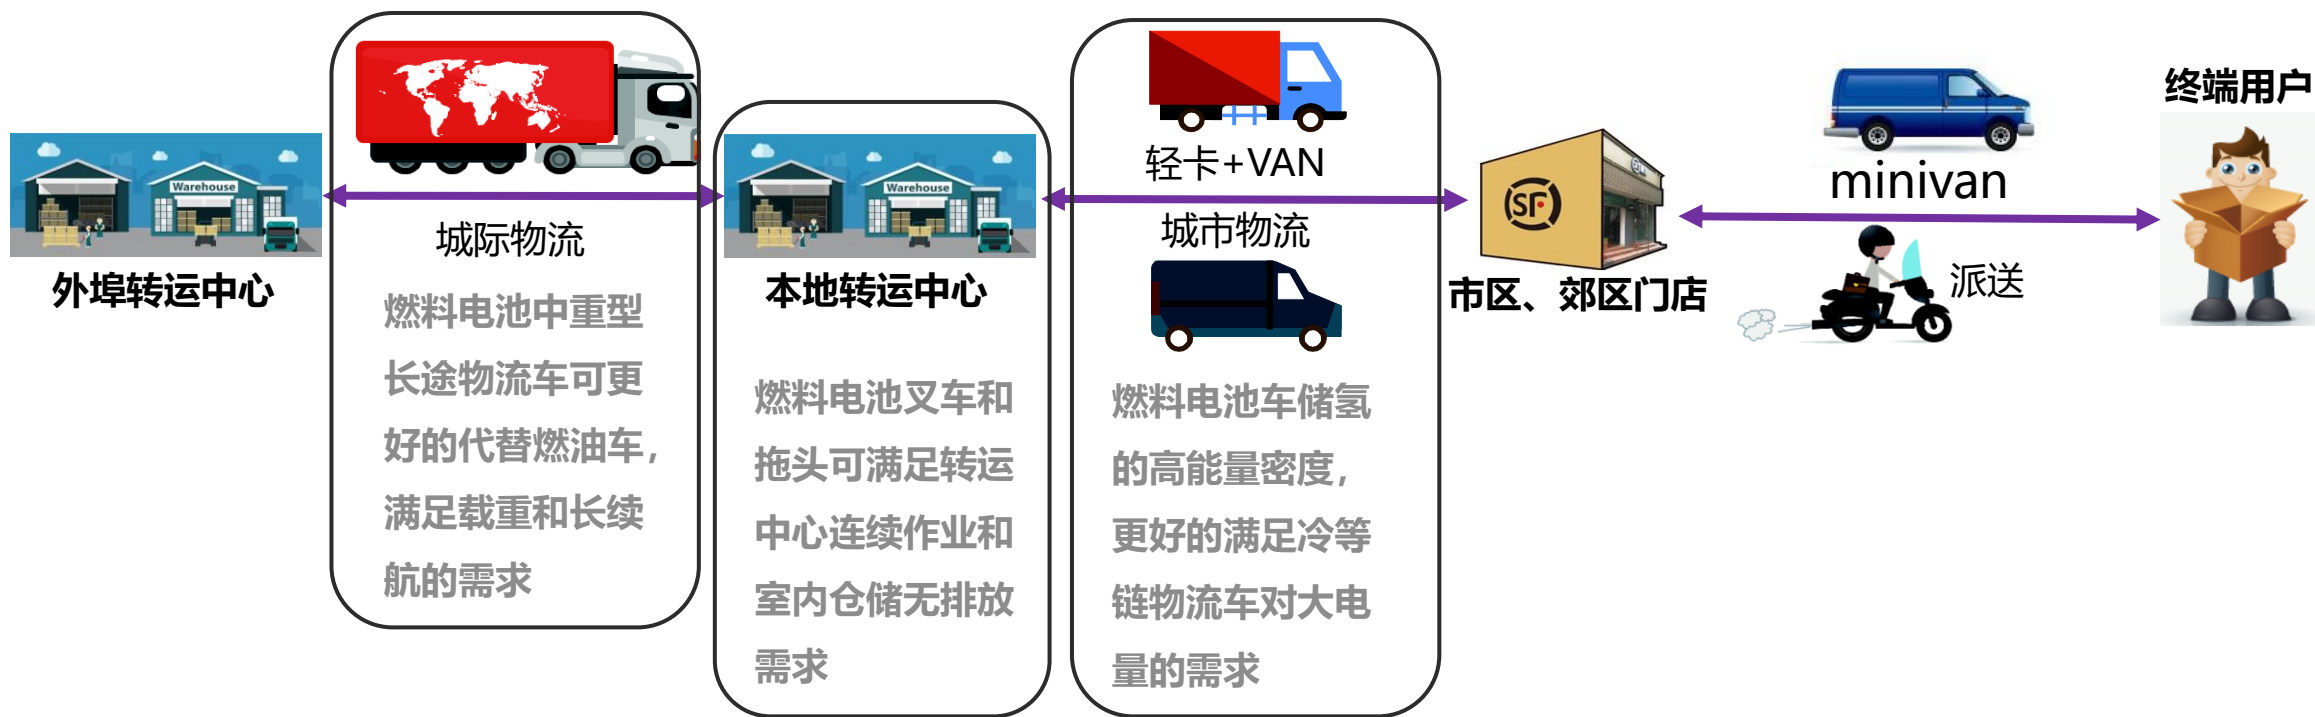 外埠转运中心
Warehouse
城际物流
燃料电池中重型
长途物流车可更
好的代替燃油车，
满足载重和长续
航的需求
Warehouse
本地转运中心
燃料电池叉车和
拖头可满足转运
中心连续作业和
室内仓储无排放
需求
轻卡+VAN
城市物流
燃料电池车储氢
的高能量密度，
更好的满足冷等
链物流车对大电
量的需求
SF
市区、郊区门店
minivan
派送
终端用户